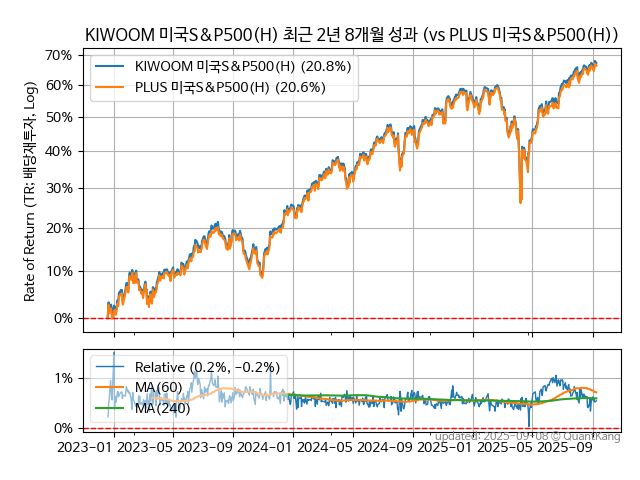 KIWOOM 미국S&P500(H) 최근 2년 8개월 성과 (vs PLUS 미국S&P500(H))
70%
60%
50%
40%
30%
20%
10%
0%
Rate of Return (TR: 배당재투자, Log)
KIWOOM 미국S&P500(H) (20.8%)
PLUS 미국S&P500(H) (20.6%)
1%
0%
Relative (0.2%, −0.2%)
MA(60)
MA(240)
2023−01 2023−05 2023−09 2024−01 2024−05 2024−09 2025−01 2025−05 2025−09
updated: 2025−09−08 © QuantKang